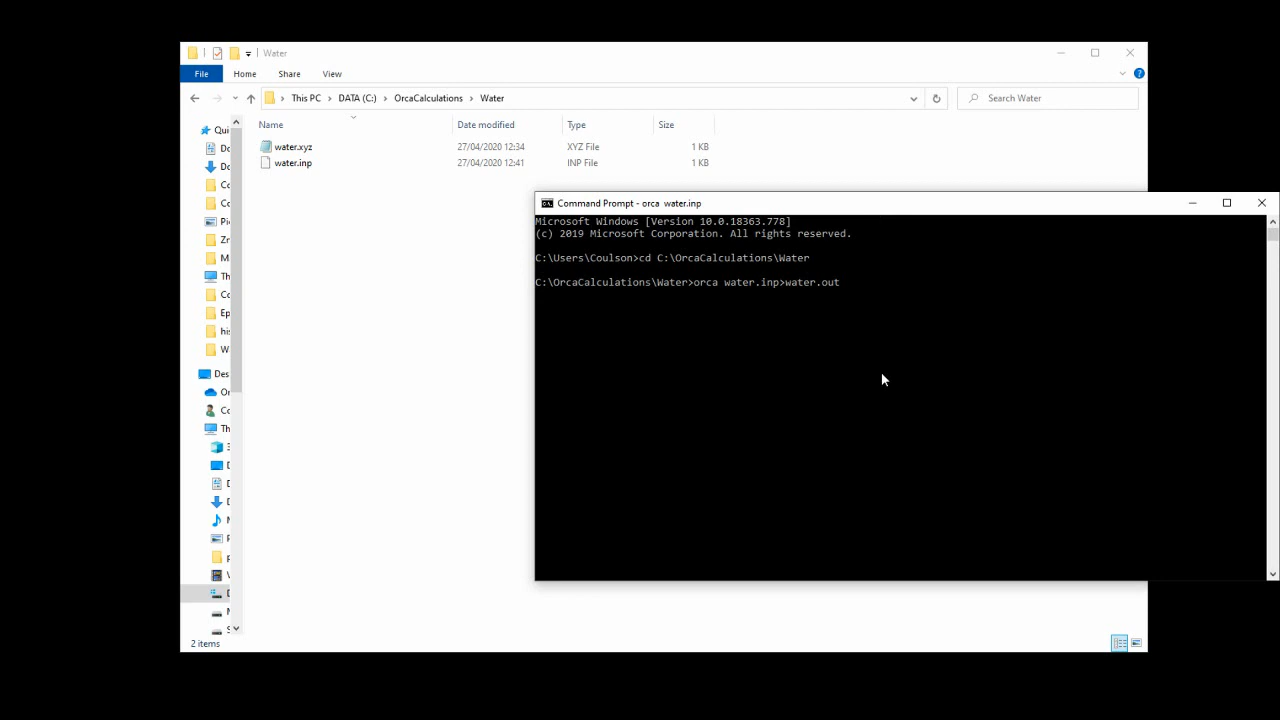 Water
File Home Share View
This PC > DATA (C:) > OrcaCalculations > Water
Search Water
Name Date modified Type Size
water.xyz 27/04/2020 12:34 XYZ File 1 KB
water.inp 27/04/2020 12:41 INP File 1 KB
2 items
Command Prompt - orca water.inp
Microsoft Windows [Version 10.0.18363.778]
(c) 2019 Microsoft Corporation. All rights reserved.
C:\Users\Coulson>cd C:\OrcaCalculations\Water
C:\OrcaCalculations\Water>orca water.inp>water.out